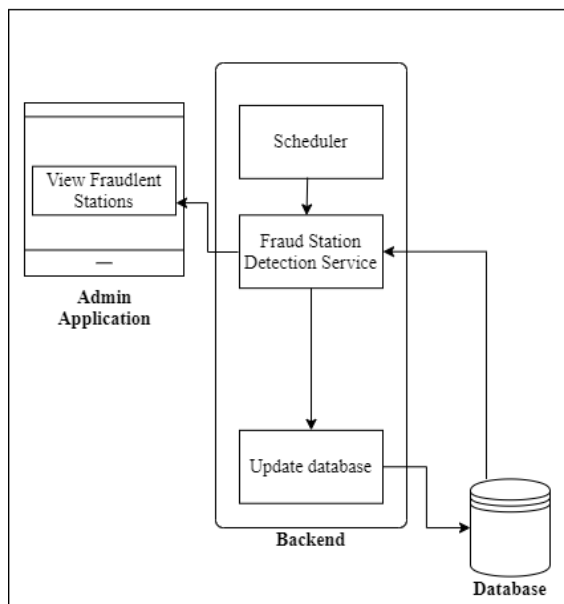 Scheduler
View Fraudlent
Stations
Fraud Station
Detection Service
Admin
Application
Update database
Backend
Database